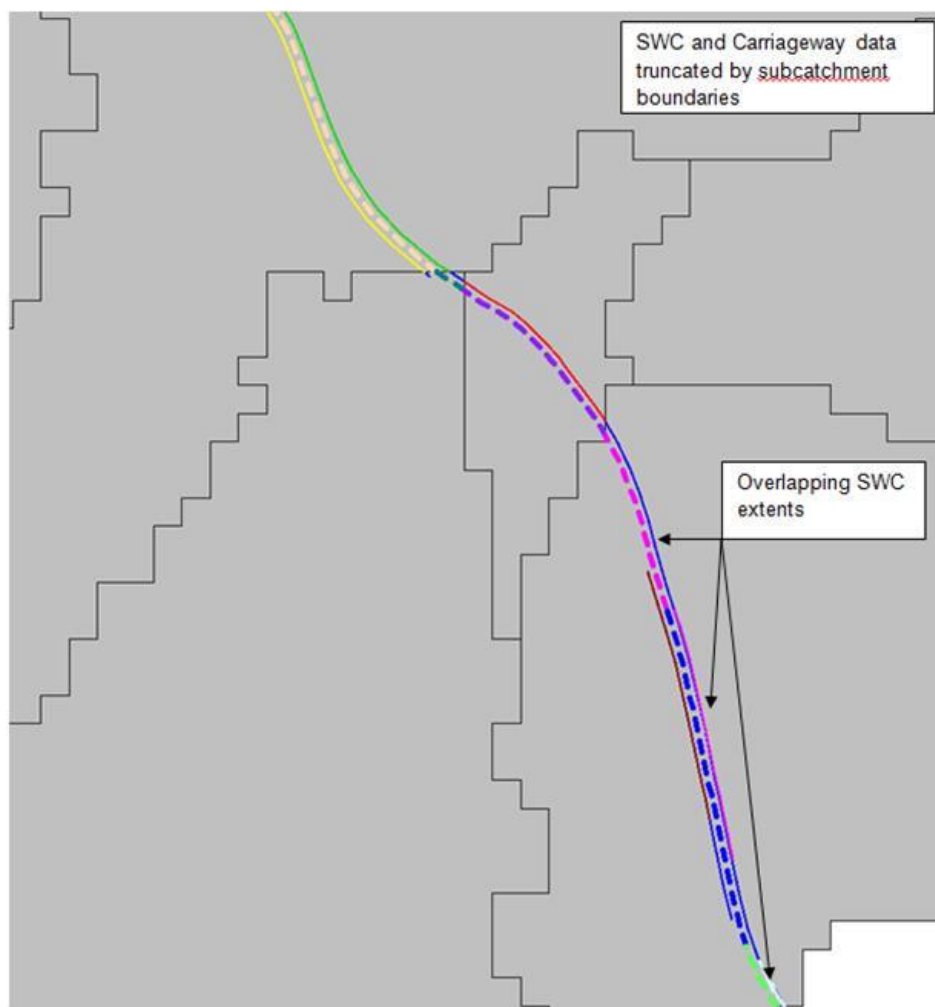 SWC and Carriageway data
truncated by subcatchment
boundaries
Overlapping SWC
extents